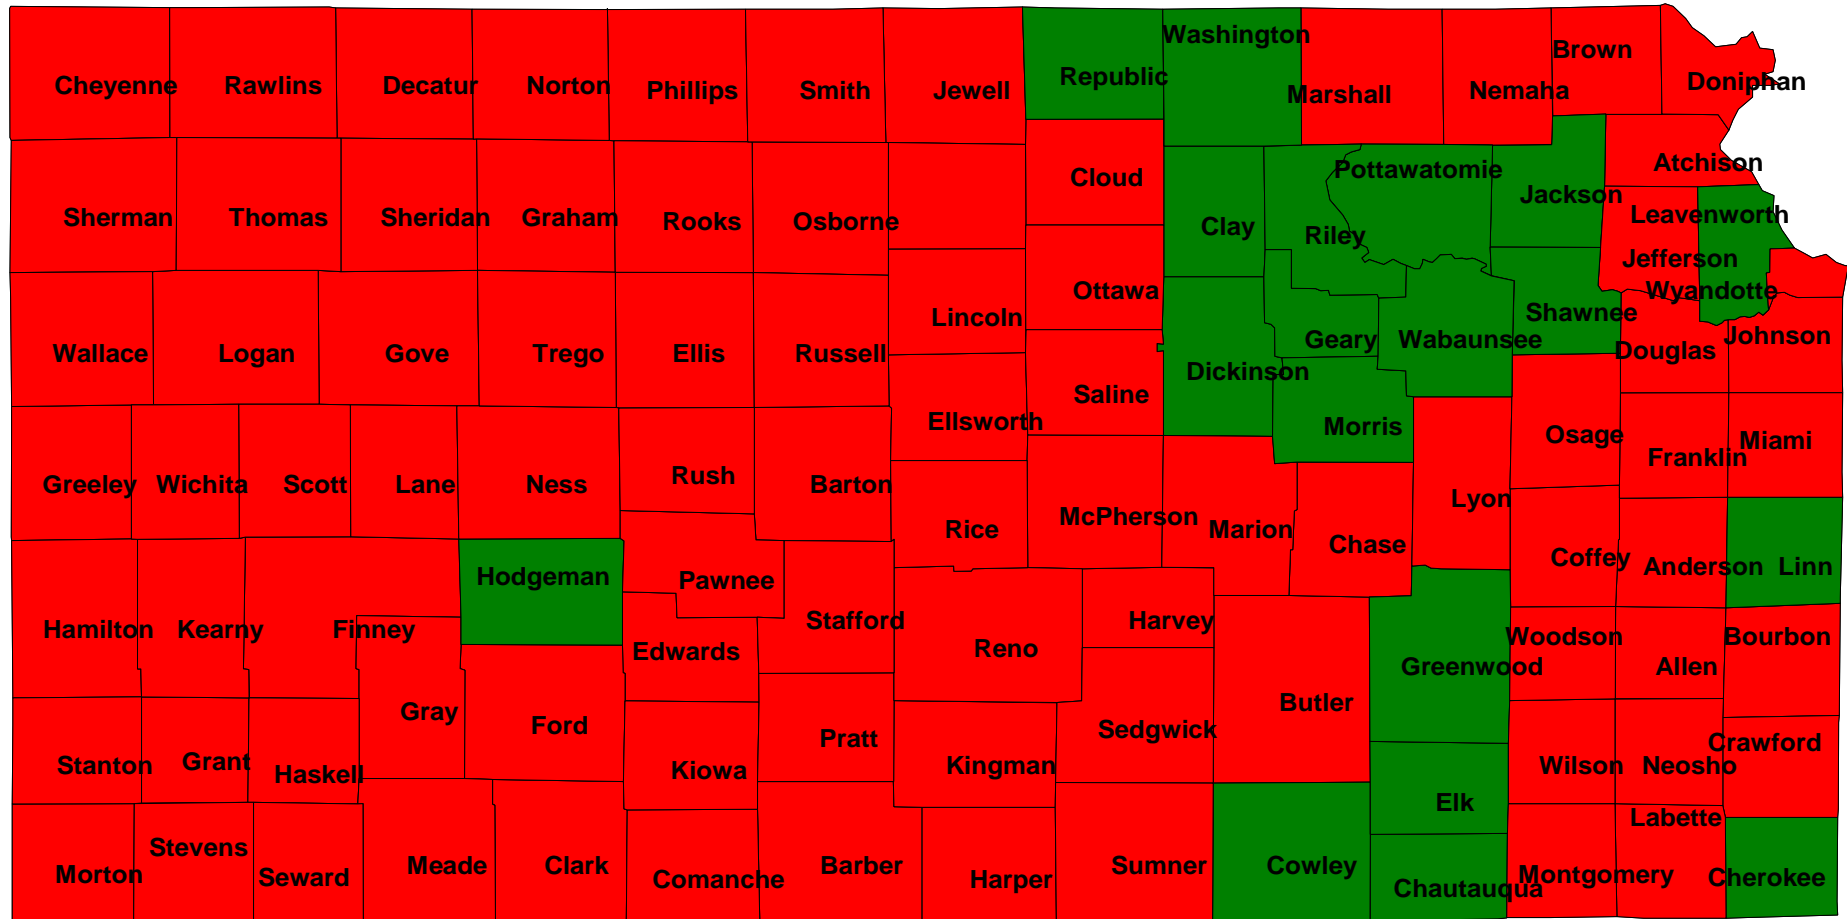 Cheyenne
Rawlins
Decatur
Norton
Phillips
Smith
Jewell
Republic
Washington
Marshall
Nemaha
Brown
Doniphan
Sherman
Thomas
Sheridan
Graham
Rooks
Osborne
Cloud
Clay
Riley
Pottawatomie
Jackson
Atchison
Leavenworth
Jefferson
Wyandotte
Wallace
Logan
Gove
Trego
Ellis
Russell
Lincoln
Ottawa
Saline
Dickinson
Geary
Wabaunsee
Shawnee
Douglas
Johnson
Greeley
Wichita
Scott
Lane
Ness
Rush
Barton
Ellsworth
Rice
McPherson
Marion
Morris
Chase
Lyon
Osage
Franklin
Miami
Coffey
Anderson
Linn
Hamilton
Kearny
Finney
Hodgeman
Pawnee
Edwards
Stafford
Reno
Harvey
Butler
Greenwood
Woodson
Allen
Bourbon
Stanton
Grant
Haskell
Gray
Ford
Kiowa
Pratt
Kingman
Sedgwick
Elk
Wilson
Neosho
Crawford
Morton
Stevens
Seward
Meade
Clark
Comanche
Barber
Harper
Sumner
Cowley
Chautauqua
Montgomery
Labette
Cherokee